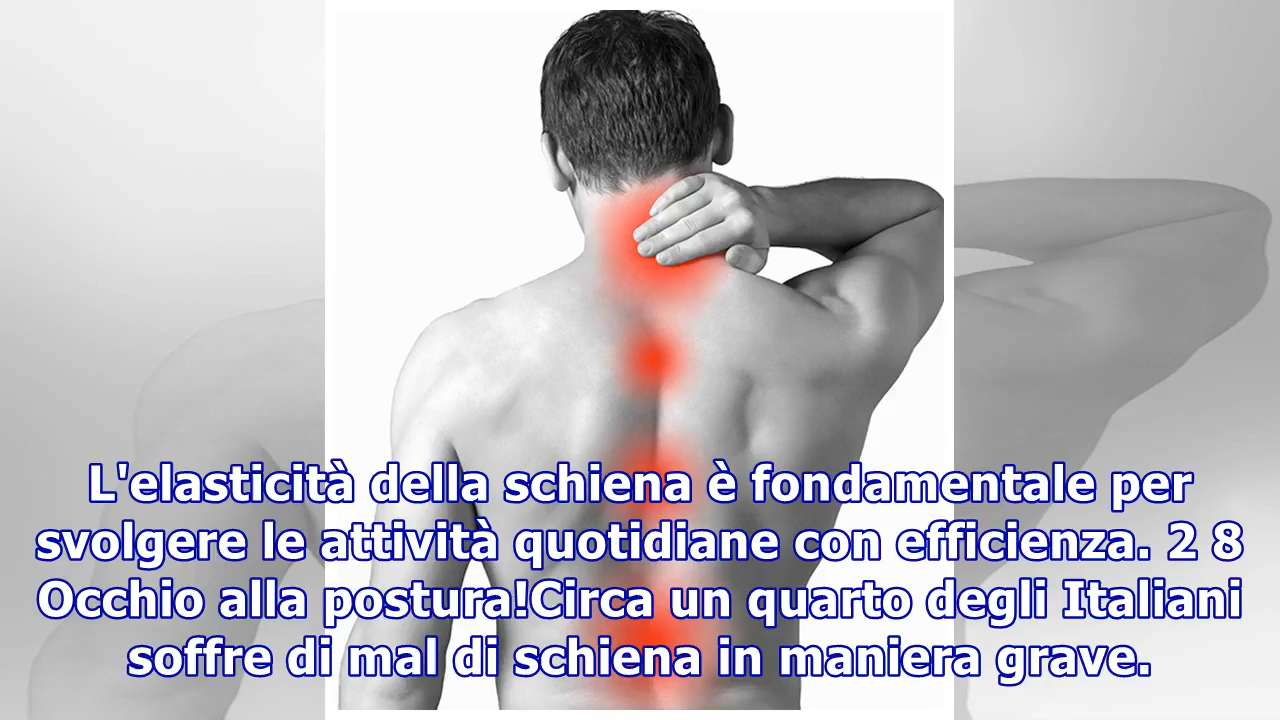 L'elasticità della schiena è fondamentale per
svolgere le attività quotidiane con efficienza. 2 8
Occhio alla postura!Circa un quarto degli Italiani
soffre di mal di schiena in maniera grave.